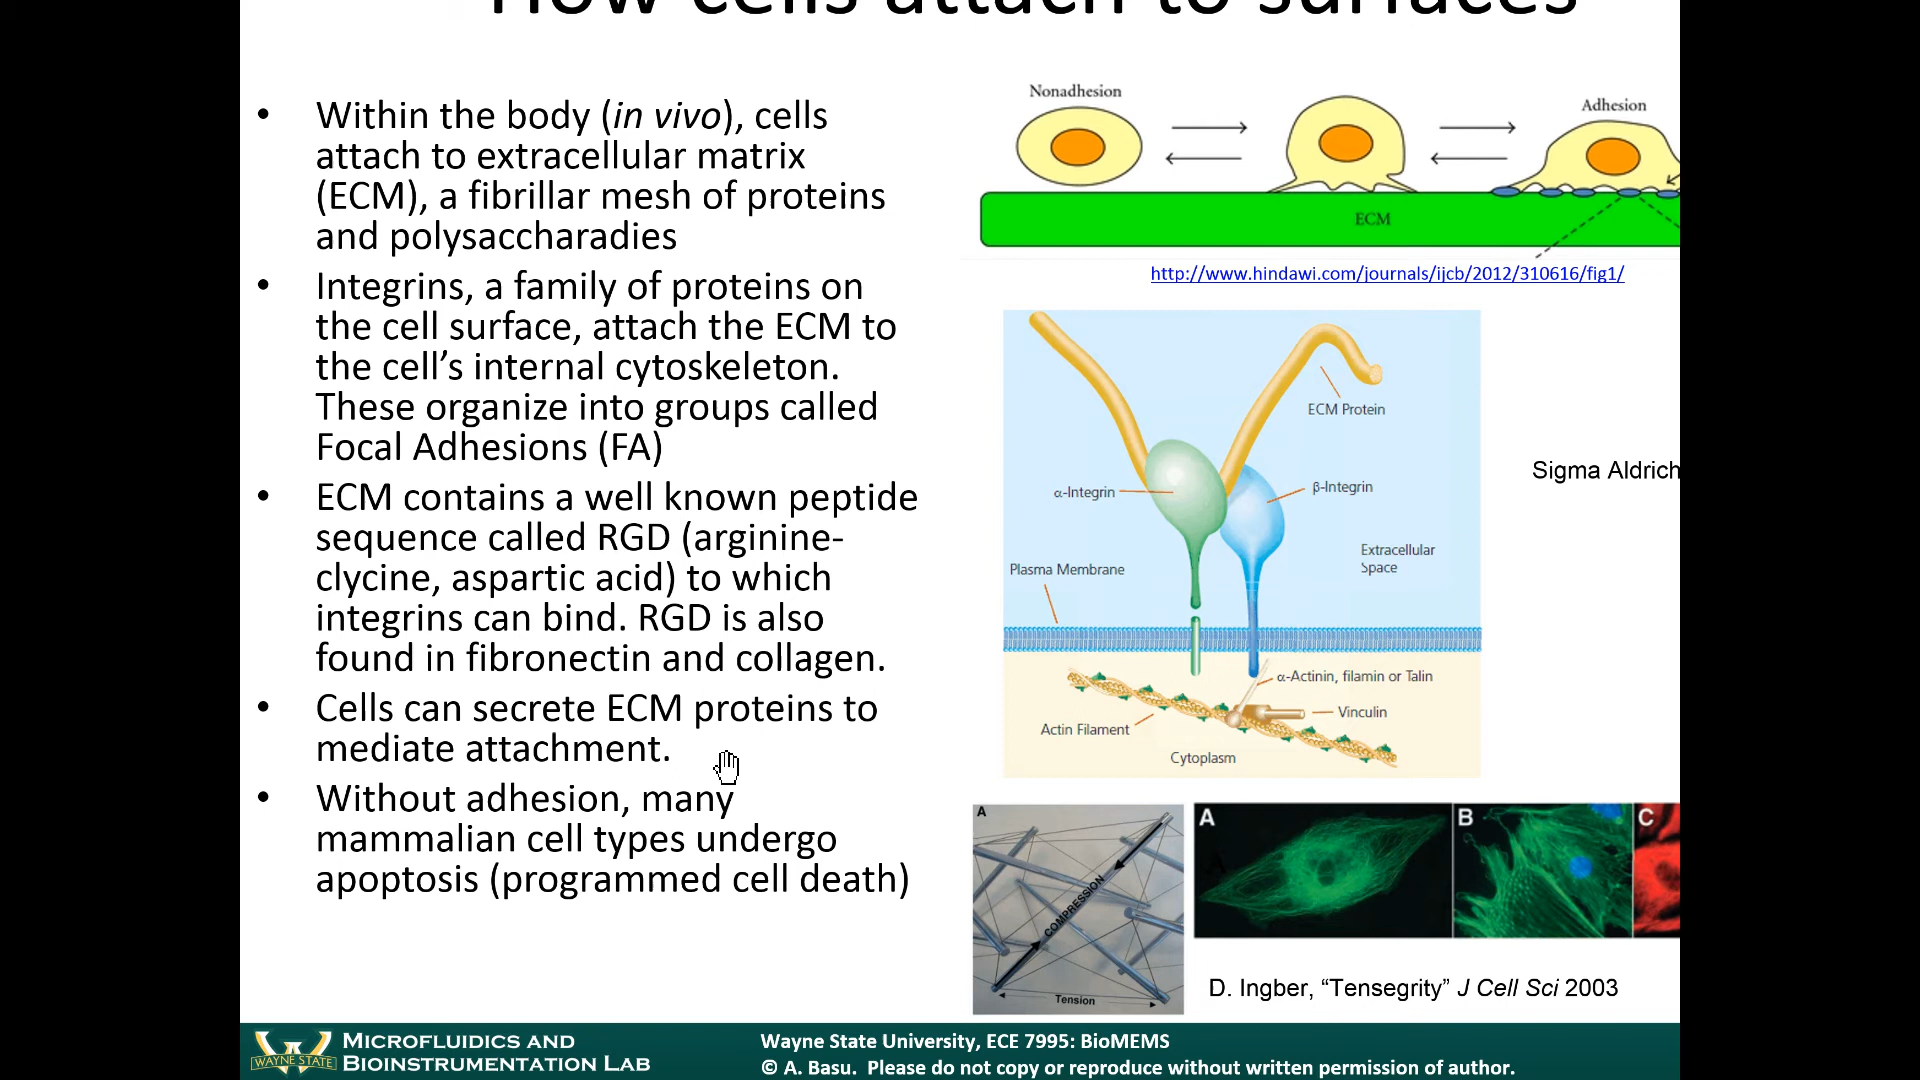 How cells attach to surfaces
• Within the body (in vivo), cells
attach to extracellular matrix
(ECM), a fibrillar mesh of proteins
and polysaccharadies
• Integrins, a family of proteins on
the cell surface, attach the ECM to
the cell’s internal cytoskeleton.
These organize into groups called
Focal Adhesions (FA)
• ECM contains a well known peptide
sequence called RGD (arginine-
clycine, aspartic acid) to which
integrins can bind. RGD is also
found in fibronectin and collagen.
• Cells can secrete ECM proteins to
mediate attachment.
• Without adhesion, many
mammalian cell types undergo
apoptosis (programmed cell death)
Nonadhesion
Adhesion
ECM
http://www.hindawi.com/journals/ijcb/2012/310616/fig1/
ECM Protein
α-Integrin
β-Integrin
Extracellular
Space
Plasma Membrane
α-Actinin, filamin or Talin
Vinculin
Actin Filament
Cytoplasm
Sigma Aldrich
A
COMPRESSION
Tension
A
B
C
D. Ingber, “Tensegrity” J Cell Sci 2003
WAYNE STATE
MICROFLUIDICS AND
BIOINSTRUMENTATION LAB
Wayne State University, ECE 7995: BioMEMS
© A. Basu. Please do not copy or reproduce without written permission of author.